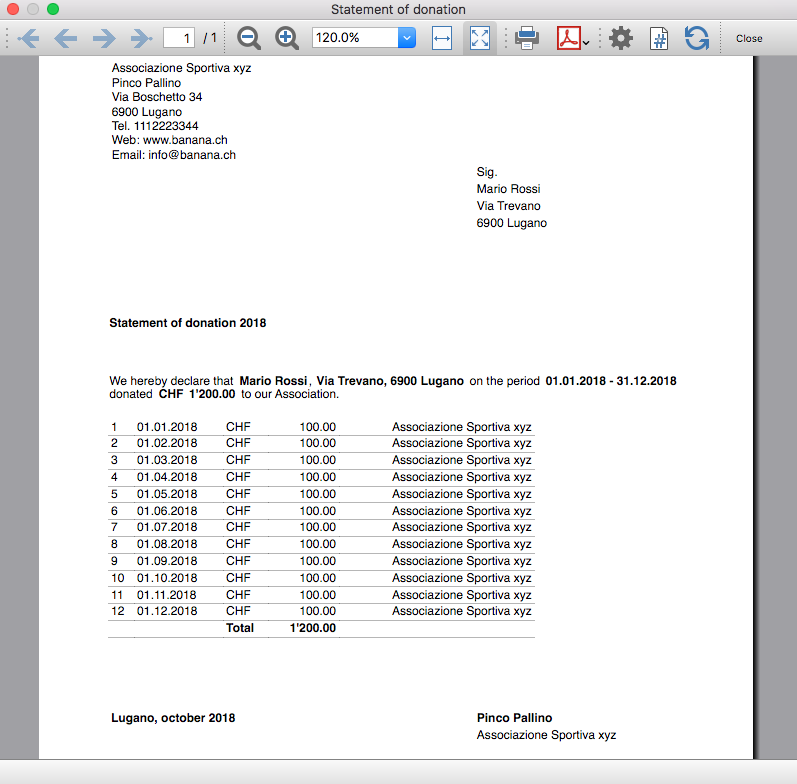 Statement of donation
1 / 1
120.0%
Close
Associazione Sportiva xyz
Pinco Pallino
Via Boschetto 34
6900 Lugano
Tel. 1112223344
Web: www.banana.ch
Email: info@banana.ch
Sig.
Mario Rossi
Via Trevano
6900 Lugano
Statement of donation 2018
We hereby declare that Mario Rossi, Via Trevano, 6900 Lugano on the period 01.01.2018 - 31.12.2018
donated CHF 1'200.00 to our Association.
1 01.01.2018 CHF 100.00 Associazione Sportiva xyz
2 01.02.2018 CHF 100.00 Associazione Sportiva xyz
3 01.03.2018 CHF 100.00 Associazione Sportiva xyz
4 01.04.2018 CHF 100.00 Associazione Sportiva xyz
5 01.05.2018 CHF 100.00 Associazione Sportiva xyz
6 01.06.2018 CHF 100.00 Associazione Sportiva xyz
7 01.07.2018 CHF 100.00 Associazione Sportiva xyz
8 01.08.2018 CHF 100.00 Associazione Sportiva xyz
9 01.09.2018 CHF 100.00 Associazione Sportiva xyz
10 01.10.2018 CHF 100.00 Associazione Sportiva xyz
11 01.11.2018 CHF 100.00 Associazione Sportiva xyz
12 01.12.2018 CHF 100.00 Associazione Sportiva xyz
Total 1'200.00
Lugano, october 2018
Pinco Pallino
Associazione Sportiva xyz